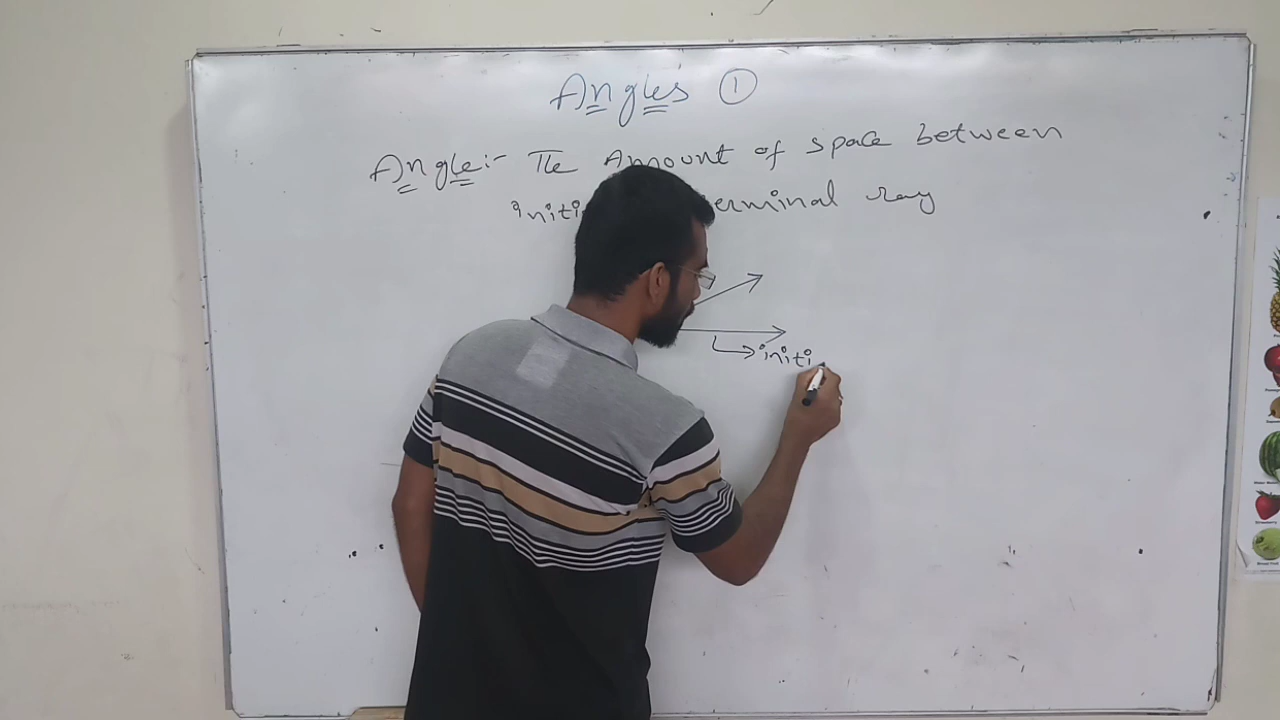 Angles ①
Angle:- The Amount of space between
initi erminal ray
initi